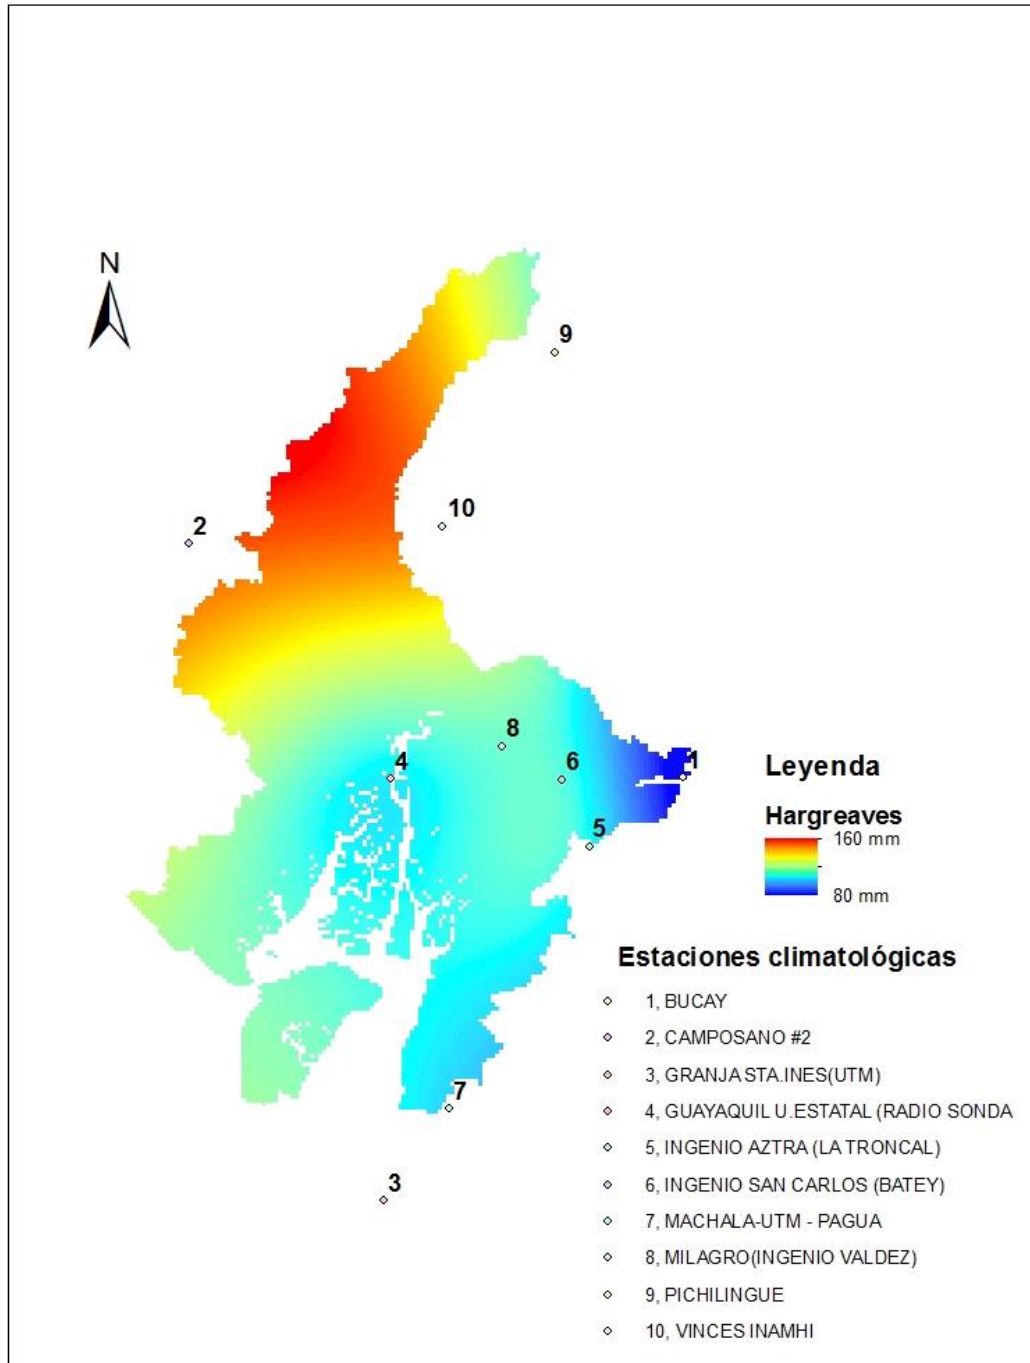 N
9
10
2
8
4
6
1
5
7
3
Leyenda
Hargreaves
160 mm
80 mm
Estaciones climatológicas
1, BUCAY
2, CAMPOSANO #2
3, GRANJA STA.INES(UTM)
4, GUAYAQUIL U.ESTATAL (RADIO SONDA
5, INGENIO AZTRA (LA TRONCAL)
6, INGENIO SAN CARLOS (BATEY)
7, MACHALA-UTM - PAGUA
8, MILAGRO(INGENIO VALDEZ)
9, PICHILINGUE
10, VINCES INAMHI